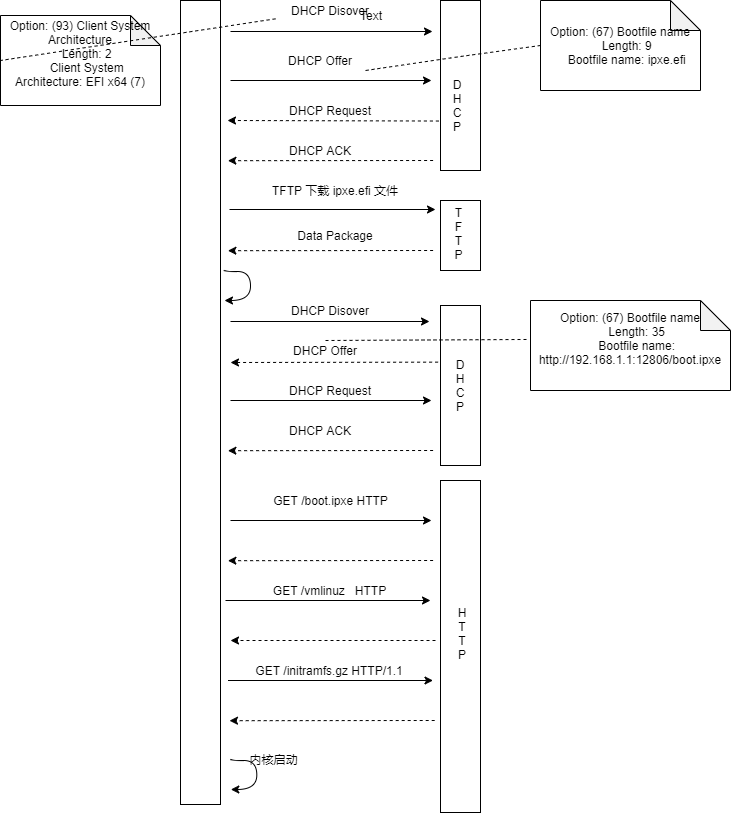 DHCP Disover
Text
Option: (93) Client System
Architecture
Length: 2
Client System
Architecture: EFI x64 (7)
Option: (67) Bootfile name
Length: 9
Bootfile name: ipxe.efi
DHCP Offer
D
H
C
P
DHCP Request
DHCP ACK
TFTP 下载 ipxe.efi 文件
T
F
T
P
Data Package
DHCP Disover
Option: (67) Bootfile name
Length: 35
Bootfile name:
http://192.168.1.1:12806/boot.ipxe
DHCP Offer
D
H
C
P
DHCP Request
DHCP ACK
GET /boot.ipxe HTTP
GET /vmlinuz HTTP
H
T
T
P
GET /initramfs.gz HTTP/1.1
内核启动